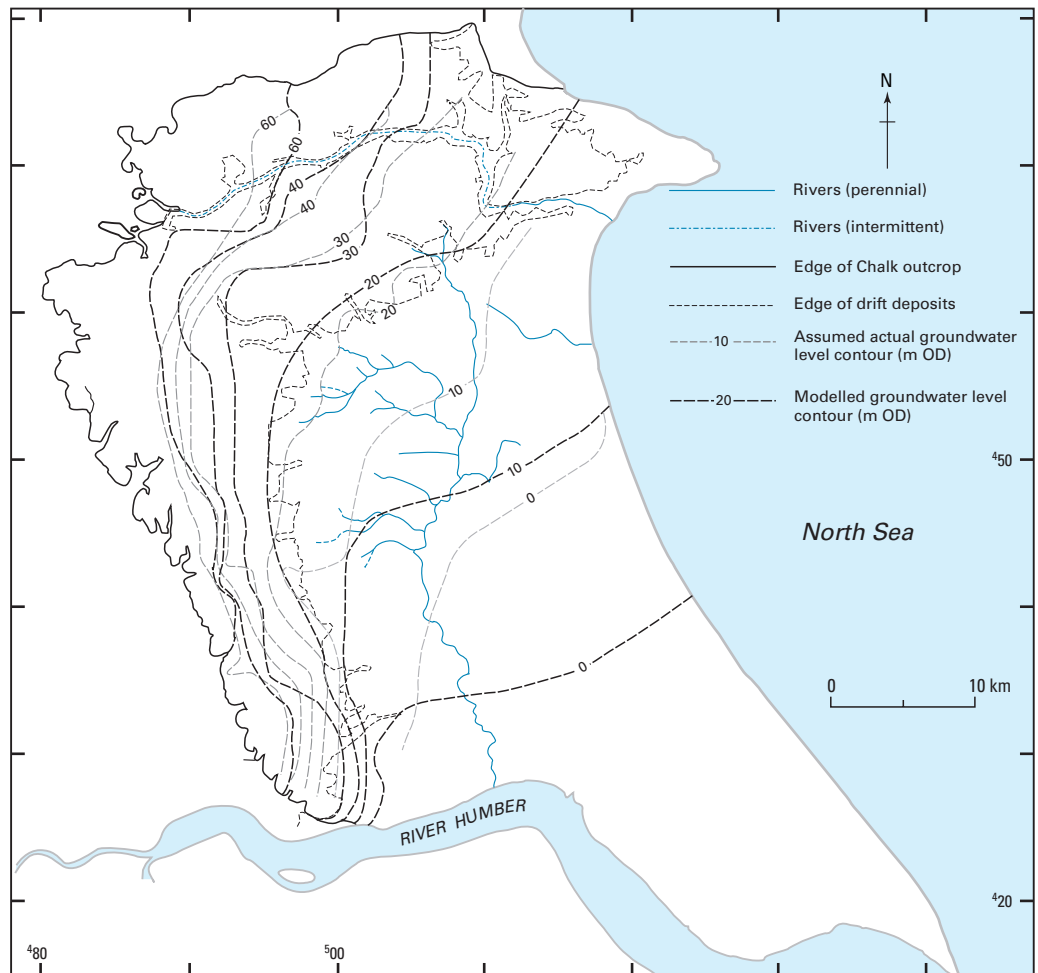 N
Rivers (perennial)
Rivers (intermittent)
Edge of Chalk outcrop
Edge of drift deposits
10
Assumed actual groundwater
level contour (m OD)
20
Modelled groundwater level
contour (m OD)
60
60
40
40
30
30
20
20
10
10
0
0
⁴50
North Sea
0 10 km
RIVER HUMBER
⁴20
⁴80
⁵00